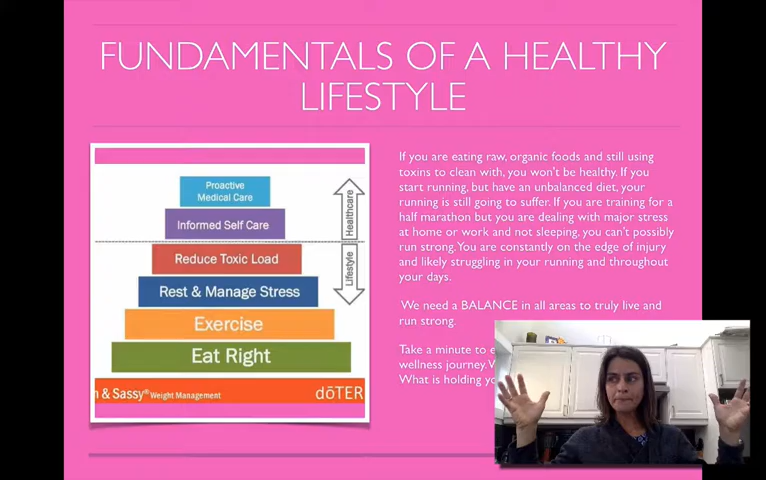 FUNDAMENTALS OF A HEALTHY
LIFESTYLE
Proactive
Medical Care
Informed Self Care
Reduce Toxic Load
Rest & Manage Stress
Exercise
Eat Right
Healthcare
Lifestyle
& Sassy® Weight Management
dōTER
If you are eating raw, organic foods and still using
toxins to clean with, you won't be healthy. If you
start running, but have an unbalanced diet, your
running is still going to suffer. If you are training for a
half marathon but you are dealing with major stress
at home or work and not sleeping, you can't possibly
run strong. You are constantly on the edge of injury
and likely struggling in your running and throughout
your days.
We need a BALANCE in all areas to truly live and
run strong.
Take a minute to
wellness journey.
What is holding